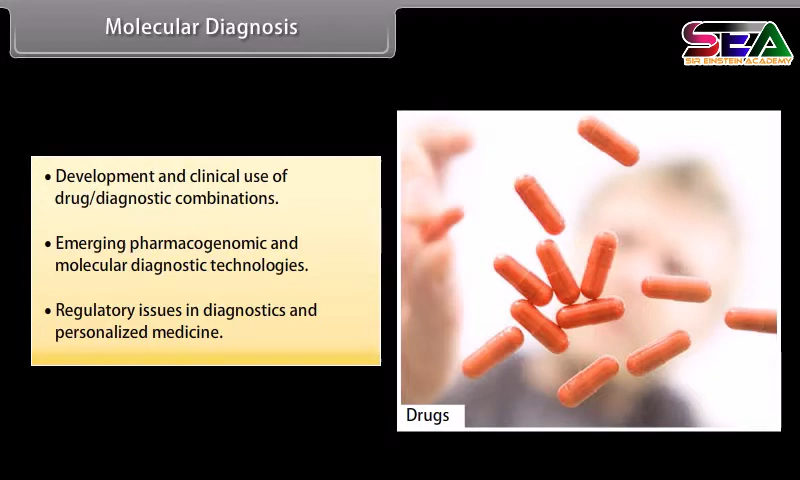 Molecular Diagnosis
SEA
SIR EINSTEIN ACADEMY
• Development and clinical use of
drug/diagnostic combinations.
• Emerging pharmacogenomic and
molecular diagnostic technologies.
• Regulatory issues in diagnostics and
personalized medicine.
Drugs